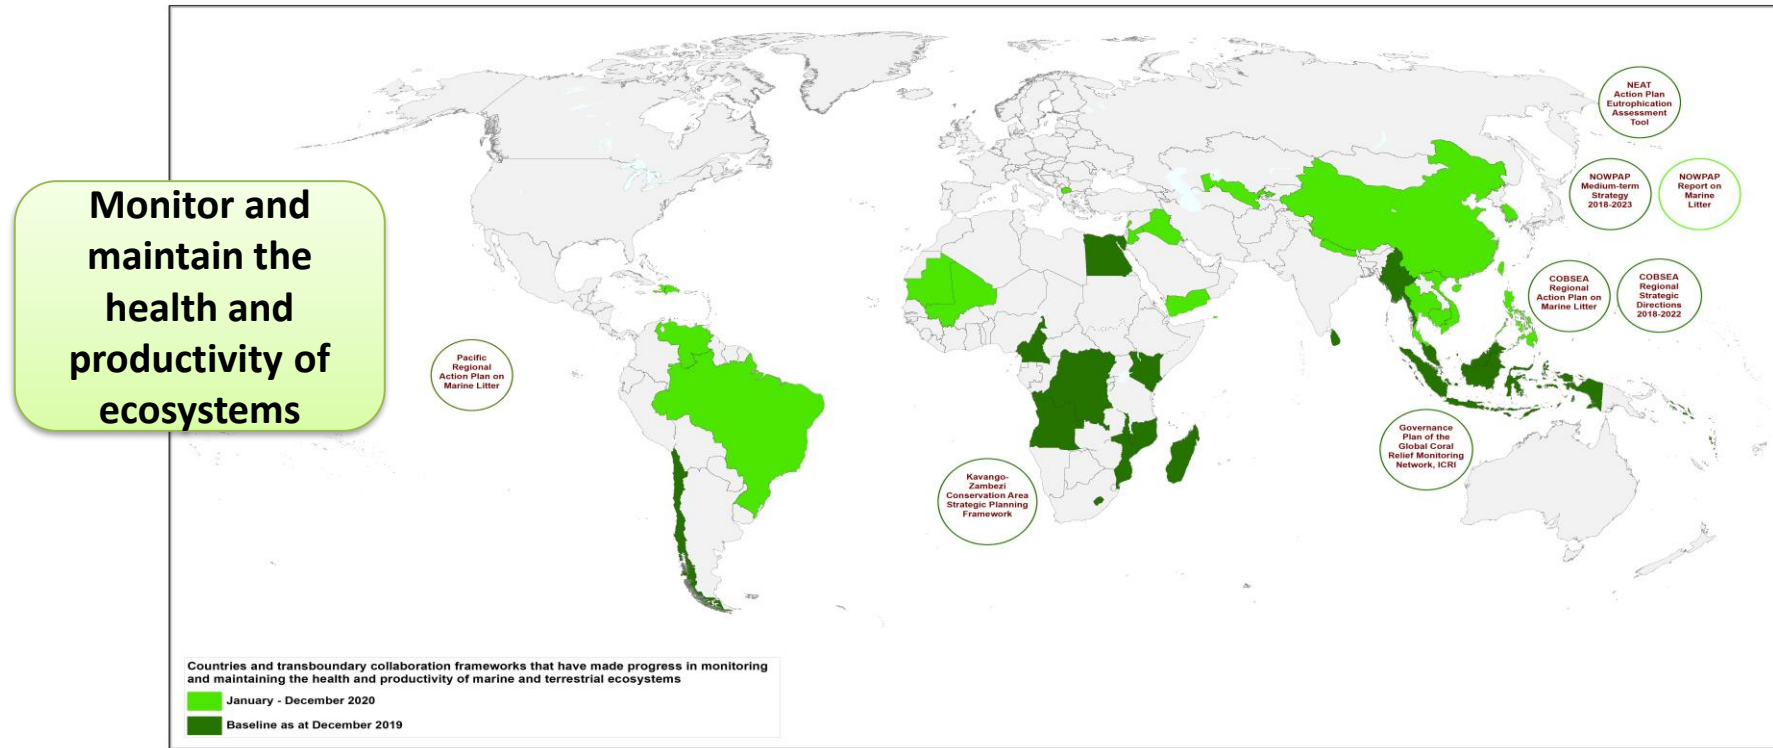 Monitor and
maintain the
health and
productivity of
ecosystems
NEAT
Action Plan
Eutrophication
Assessment
Tool
NOWPAP
Medium-term
Strategy
2018-2023
NOWPAP
Report on
Marine
Litter
COBSEA
Regional
Action Plan on
Marine Litter
COBSEA
Regional
Strategic
Directions
2018-2022
Pacific
Regional
Action Plan on
Marine Litter
Governance
Plan of the
Global Coral
Relief Monitoring
Network, ICRI
Kavango-
Zambezi
Conservation Area
Strategic Planning
Framework
Countries and transboundary collaboration frameworks that have made progress in monitoring
and maintaining the health and productivity of marine and terrestrial ecosystems
January - December 2020
Baseline as at December 2019